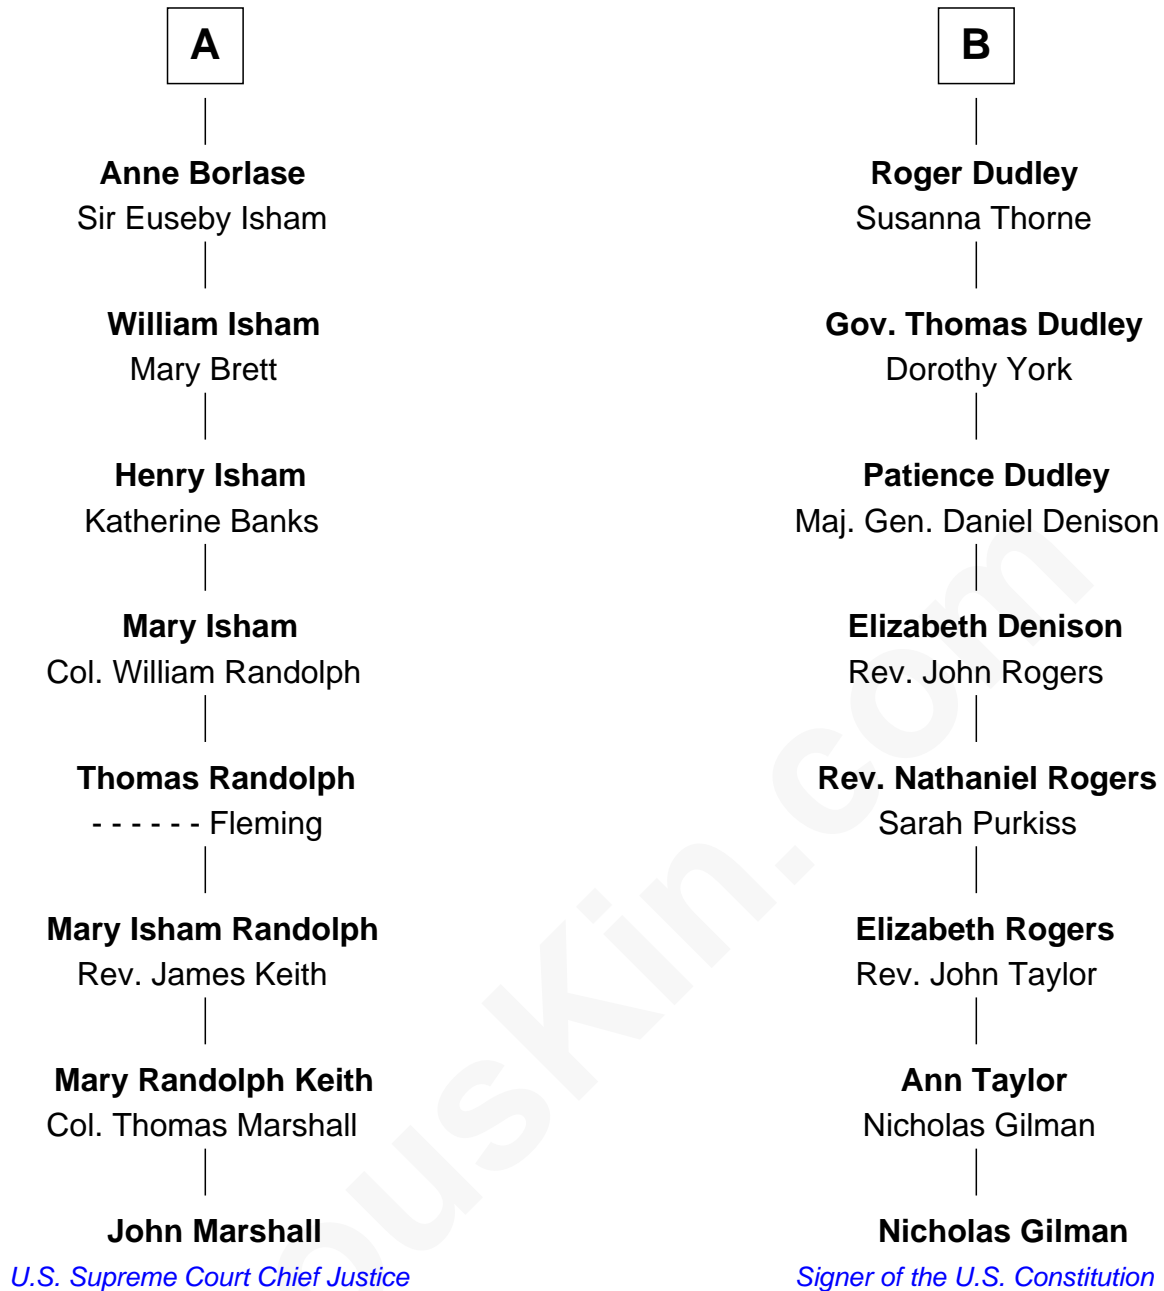 A
Anne Borlase
Sir Euseby Isham
William Isham
Mary Brett
Henry Isham
Katherine Banks
Mary Isham
Col. William Randolph
Thomas Randolph
- - - - - - Fleming
Mary Isham Randolph
Rev. James Keith
Mary Randolph Keith
Col. Thomas Marshall
John Marshall
U.S. Supreme Court Chief Justice
B
Roger Dudley
Susanna Thorne
Gov. Thomas Dudley
Dorothy York
Patience Dudley
Maj. Gen. Daniel Denison
Elizabeth Denison
Rev. John Rogers
Rev. Nathaniel Rogers
Sarah Purkiss
Elizabeth Rogers
Rev. John Taylor
Ann Taylor
Nicholas Gilman
Nicholas Gilman
Signer of the U.S. Constitution
ousKin.com